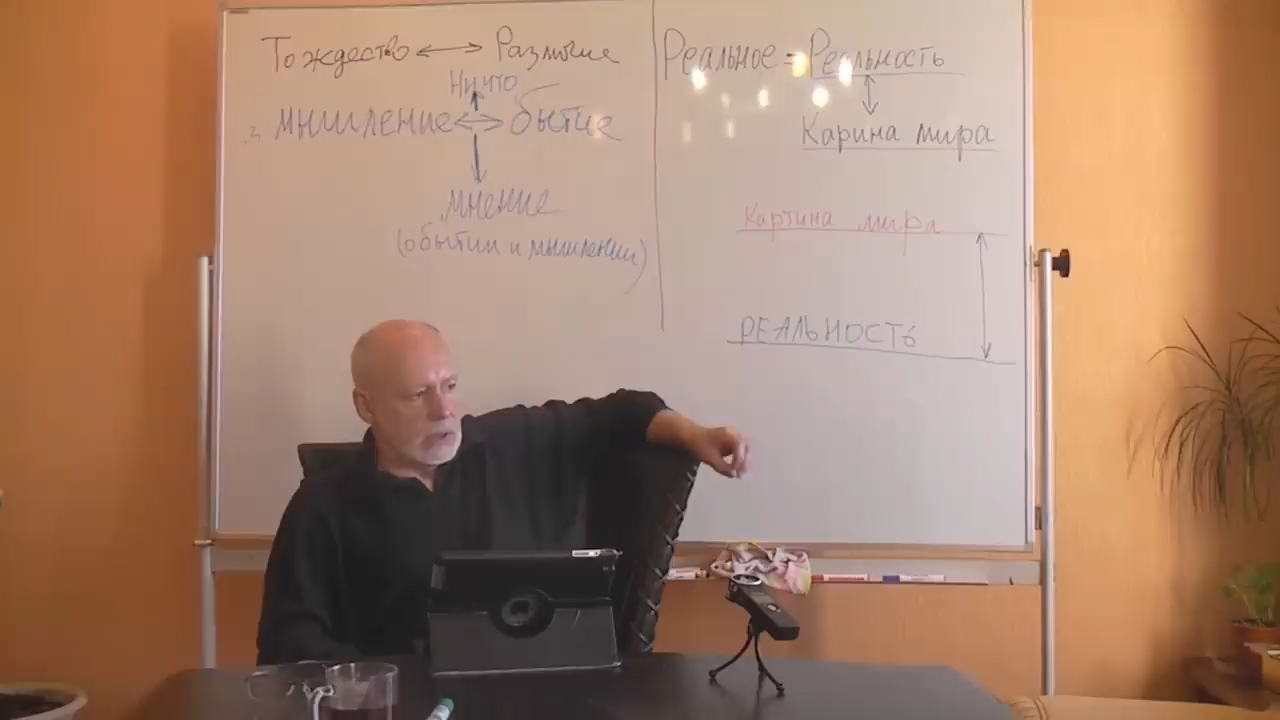 Тождество ↔ Различие
Ничто
мышление ↔ бытие
мнение
(о бытии и мышлении)
Реальное = Реальность
Карина мира
Картина мира
РЕАЛЬНОСТЬ